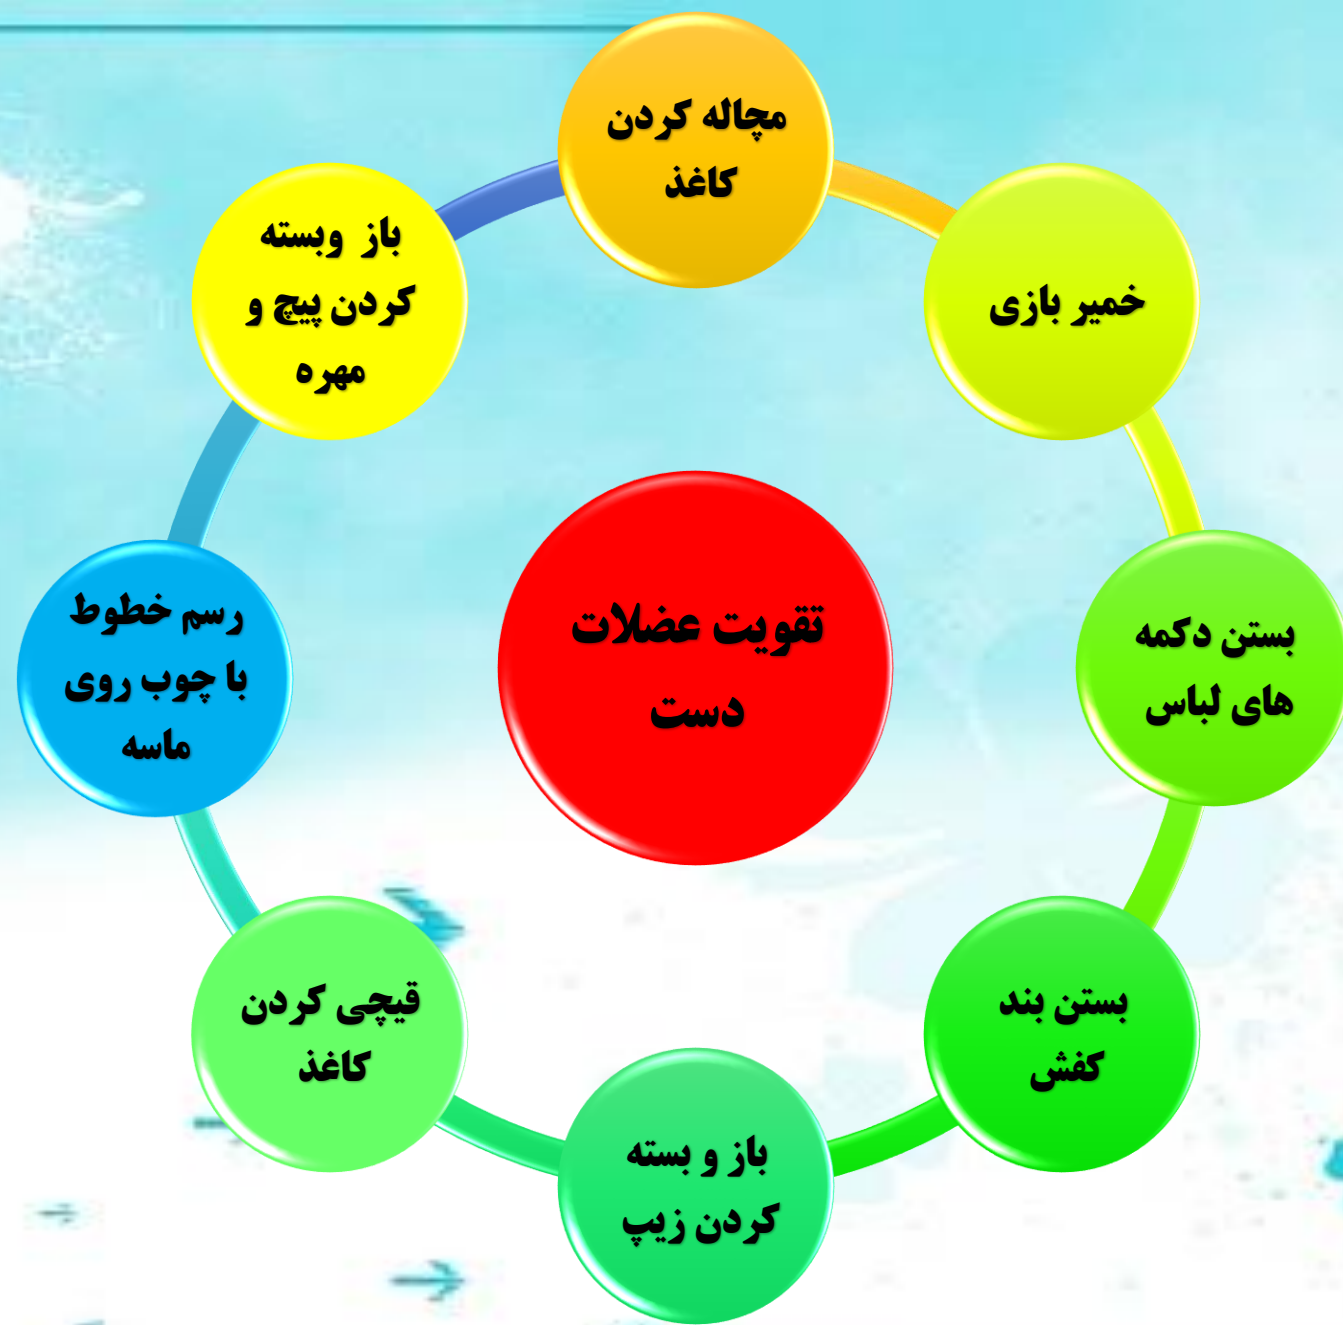 مچاله کردن
کاغذ
خمیر بازی
بستن دکمه
های لباس
بستن بند
کفش
باز و بسته
کردن زیپ
قیچی کردن
کاغذ
رسم خطوط
با چوب روی
ماسه
باز وبسته
کردن پیچ و
مهره
تقویت عضلات
دست